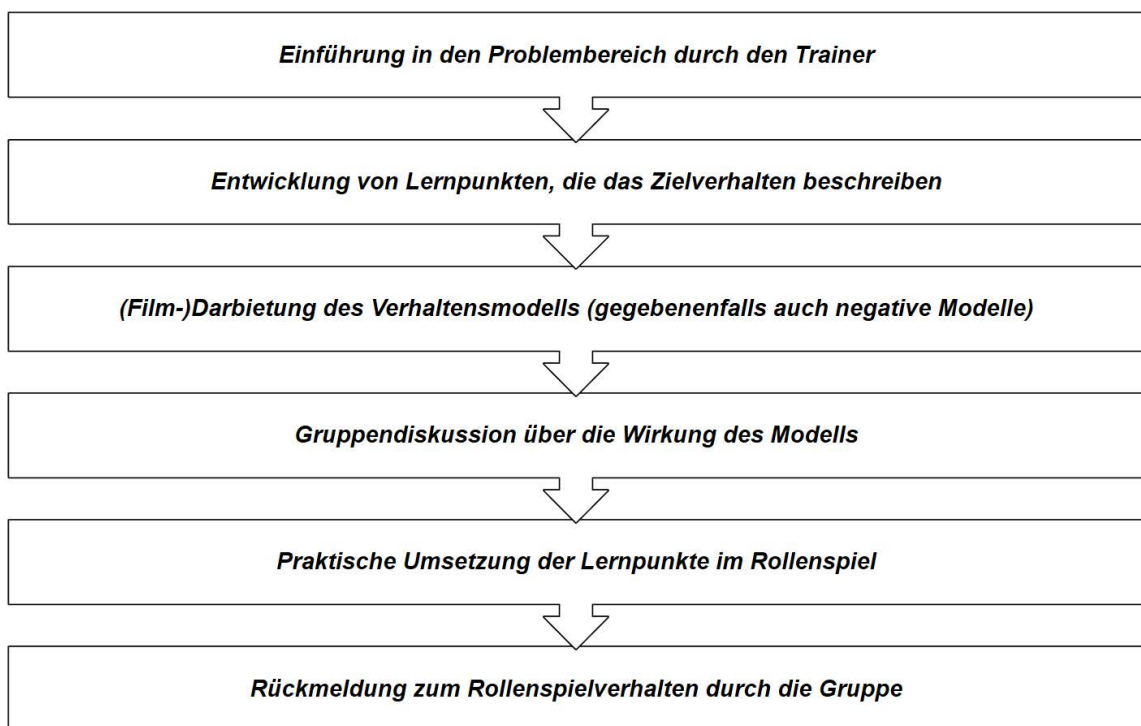 Einführung in den Problembereich durch den Trainer
Entwicklung von Lernpunkten, die das Zielverhalten beschreiben
(Film-)Darbietung des Verhaltensmodells (gegebenenfalls auch negative Modelle)
Gruppendiskussion über die Wirkung des Modells
Praktische Umsetzung der Lernpunkte im Rollenspiel
Rückmeldung zum Rollenspielverhalten durch die Gruppe